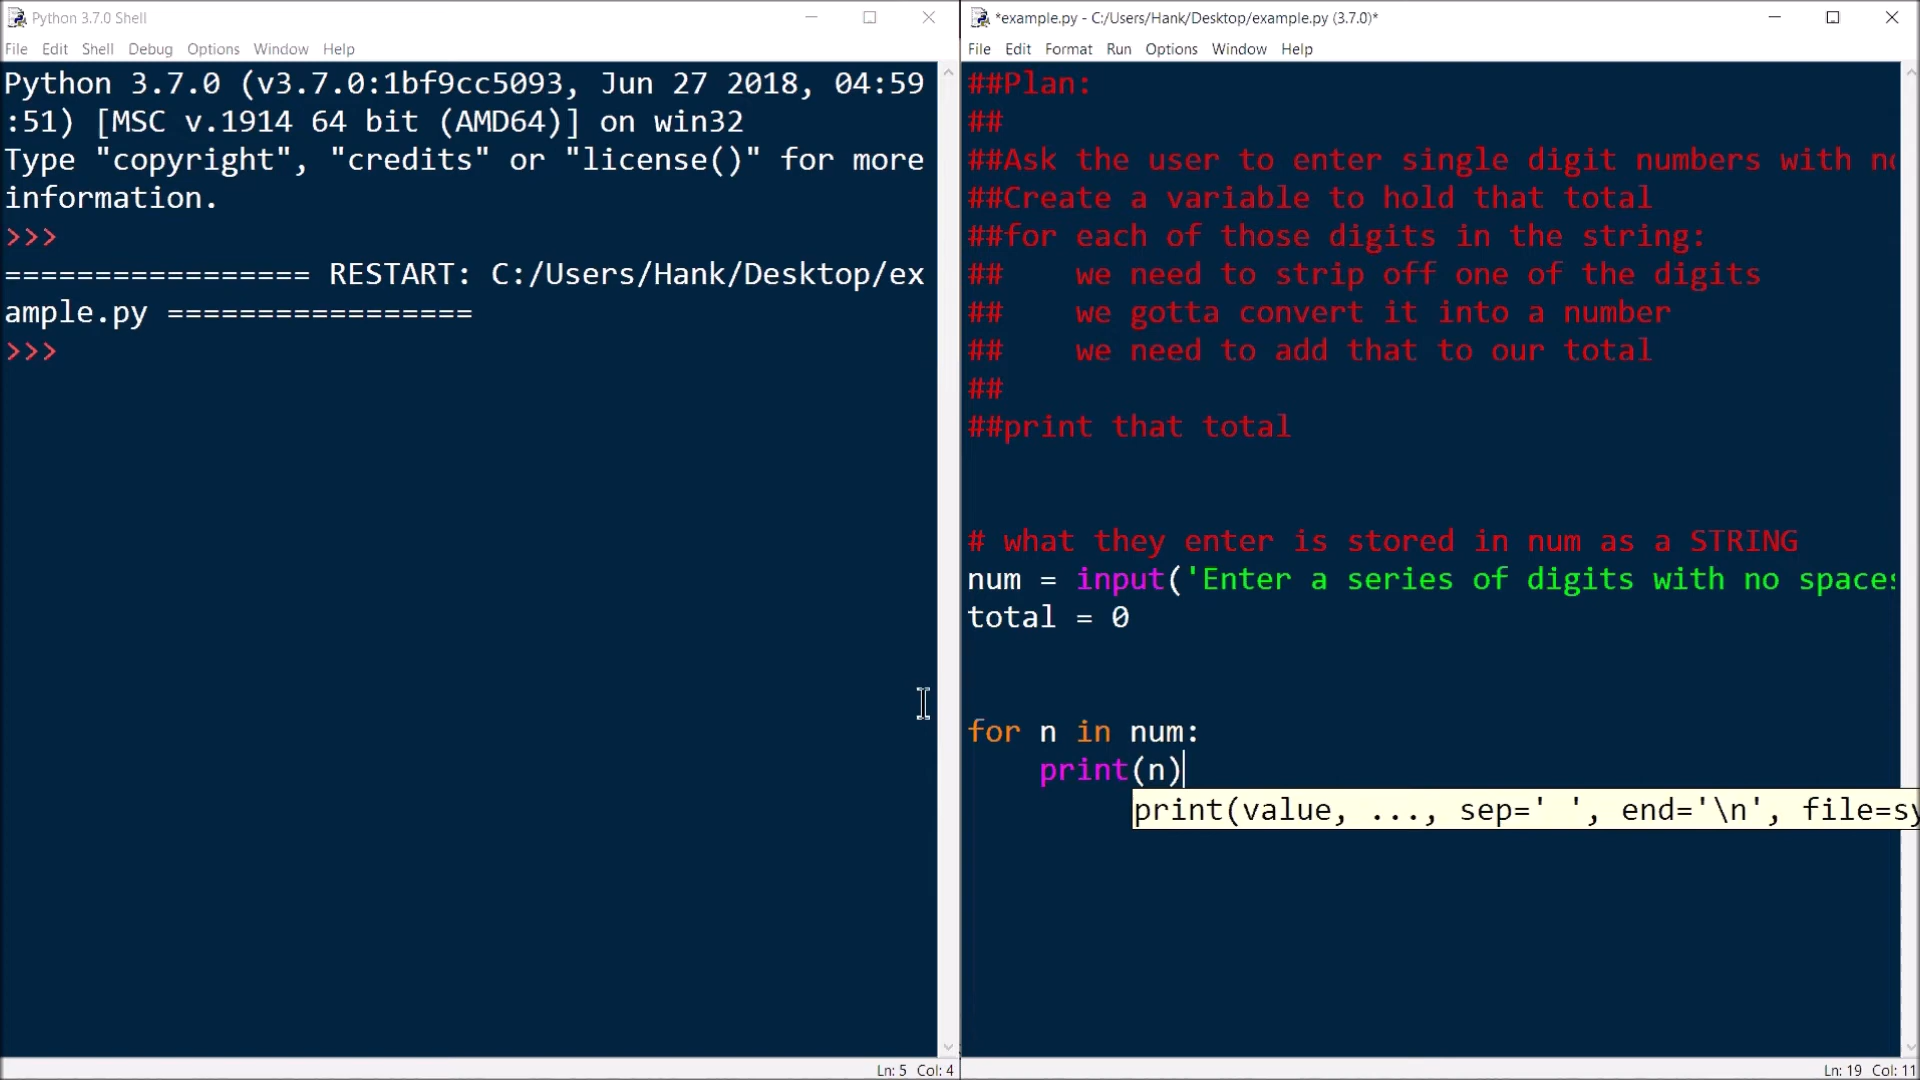 Python 3.7.0 Shell
File Edit Shell Debug Options Window Help
Python 3.7.0 (v3.7.0:1bf9cc5093, Jun 27 2018, 04:59
:51) [MSC v.1914 64 bit (AMD64)] on win32
Type "copyright", "credits" or "license()" for more
information.
>>>
================= RESTART: C:/Users/Hank/Desktop/ex
ample.py =================
>>>
Ln: 5 Col: 4
*example.py - C:/Users/Hank/Desktop/example.py (3.7.0)*
File Edit Format Run Options Window Help
##Plan:
##
##Ask the user to enter single digit numbers with no
##Create a variable to hold that total
##for each of those digits in the string:
##    we need to strip off one of the digits
##    we gotta convert it into a number
##    we need to add that to our total
##
##print that total
# what they enter is stored in num as a STRING
num = input('Enter a series of digits with no spaces
total = 0
for n in num:
    print(n)
print(value, ..., sep=' ', end='\n', file=sy
Ln: 19 Col: 11